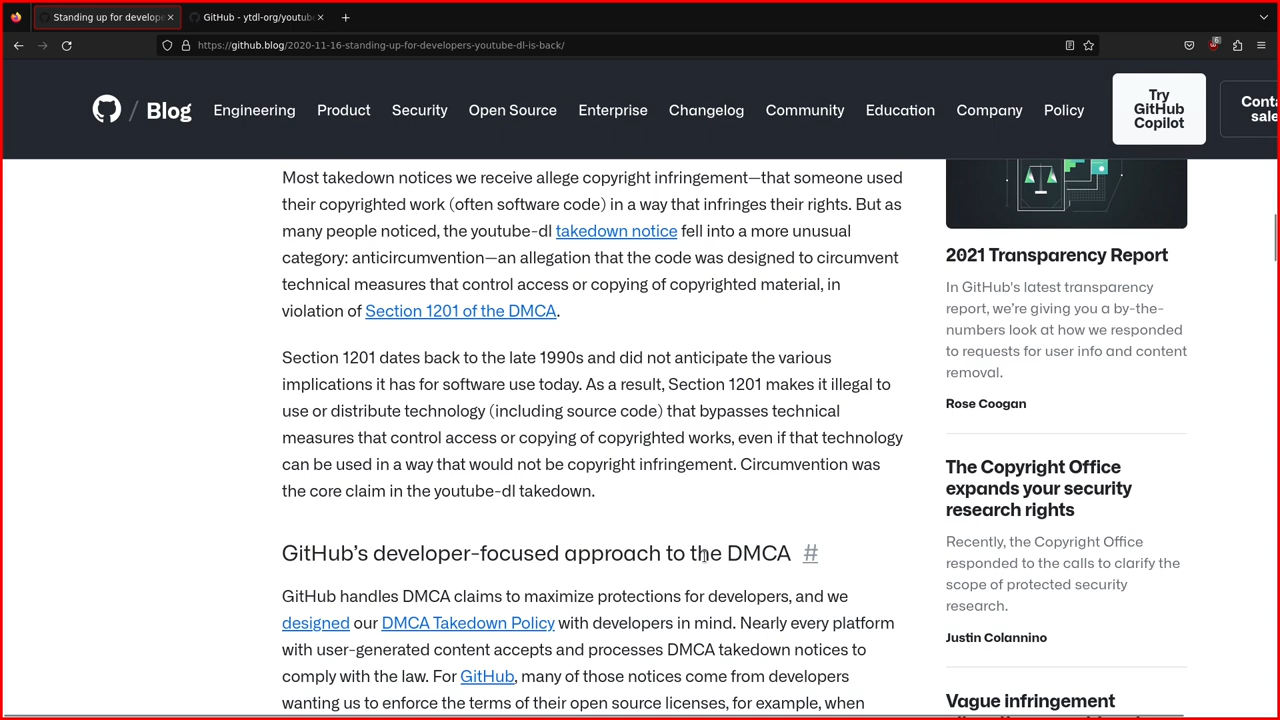 Standing up for develope
GitHub - ytdl-org/youtub
https://github.blog/2020-11-16-standing-up-for-developers-youtube-dl-is-back/
6
/ Blog
Engineering
Product
Security
Open Source
Enterprise
Changelog
Community
Education
Company
Policy
Try
GitHub
Copilot
Conta
sale
Most takedown notices we receive allege copyright infringement—that someone used
their copyrighted work (often software code) in a way that infringes their rights. But as
many people noticed, the youtube-dl takedown notice fell into a more unusual
category: anticircumvention—an allegation that the code was designed to circumvent
technical measures that control access or copying of copyrighted material, in
violation of Section 1201 of the DMCA.
Section 1201 dates back to the late 1990s and did not anticipate the various
implications it has for software use today. As a result, Section 1201 makes it illegal to
use or distribute technology (including source code) that bypasses technical
measures that control access or copying of copyrighted works, even if that technology
can be used in a way that would not be copyright infringement. Circumvention was
the core claim in the youtube-dl takedown.
GitHub's developer-focused approach to the DMCA #
GitHub handles DMCA claims to maximize protections for developers, and we
designed our DMCA Takedown Policy with developers in mind. Nearly every platform
with user-generated content accepts and processes DMCA takedown notices to
comply with the law. For GitHub, many of those notices come from developers
wanting us to enforce the terms of their open source licenses, for example, when
2021 Transparency Report
In GitHub's latest transparency
report, we're giving you a by-the-
numbers look at how we responded
to requests for user info and content
removal.
Rose Coogan
The Copyright Office
expands your security
research rights
Recently, the Copyright Office
responded to the calls to clarify the
scope of protected security
research.
Justin Colannino
Vague infringement